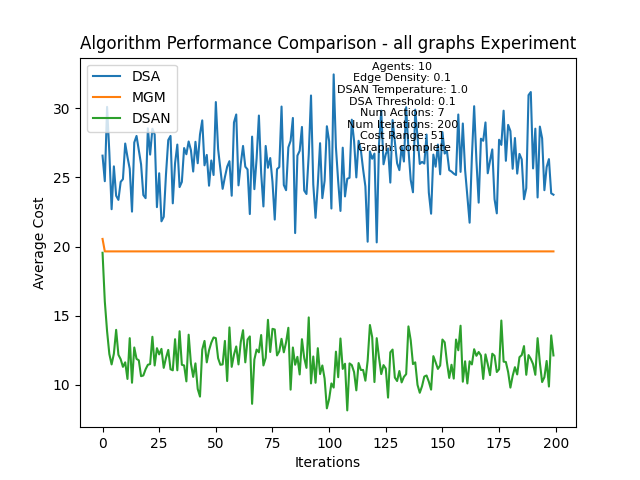 Algorithm Performance Comparison - all graphs Experiment
DSA
MGM
DSAN
Agents: 10
Edge Density: 0.1
DSAN Temperature: 1.0
DSA Threshold: 0.1
Num Actions: 7
Num Iterations: 200
Cost Range: 51
Graph: complete
Average Cost
30
25
20
15
10
0
25
50
75
100
125
150
175
200
Iterations